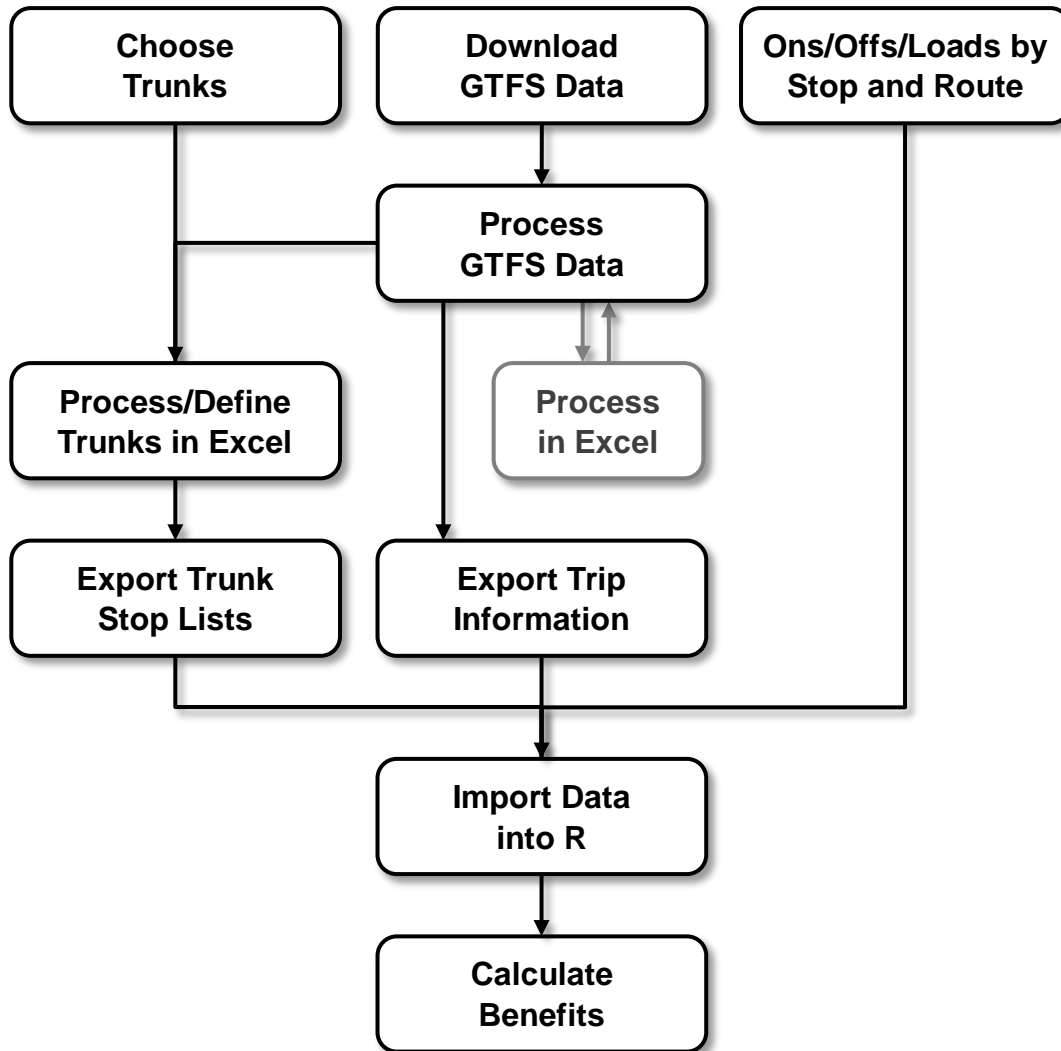 Choose
Trunks
Download
GTFS Data
Ons/Offs/Loads by
Stop and Route
Process
GTFS Data
Process/Define
Trunks in Excel
Process
in Excel
Export Trunk
Stop Lists
Export Trip
Information
Import Data
into R
Calculate
Benefits